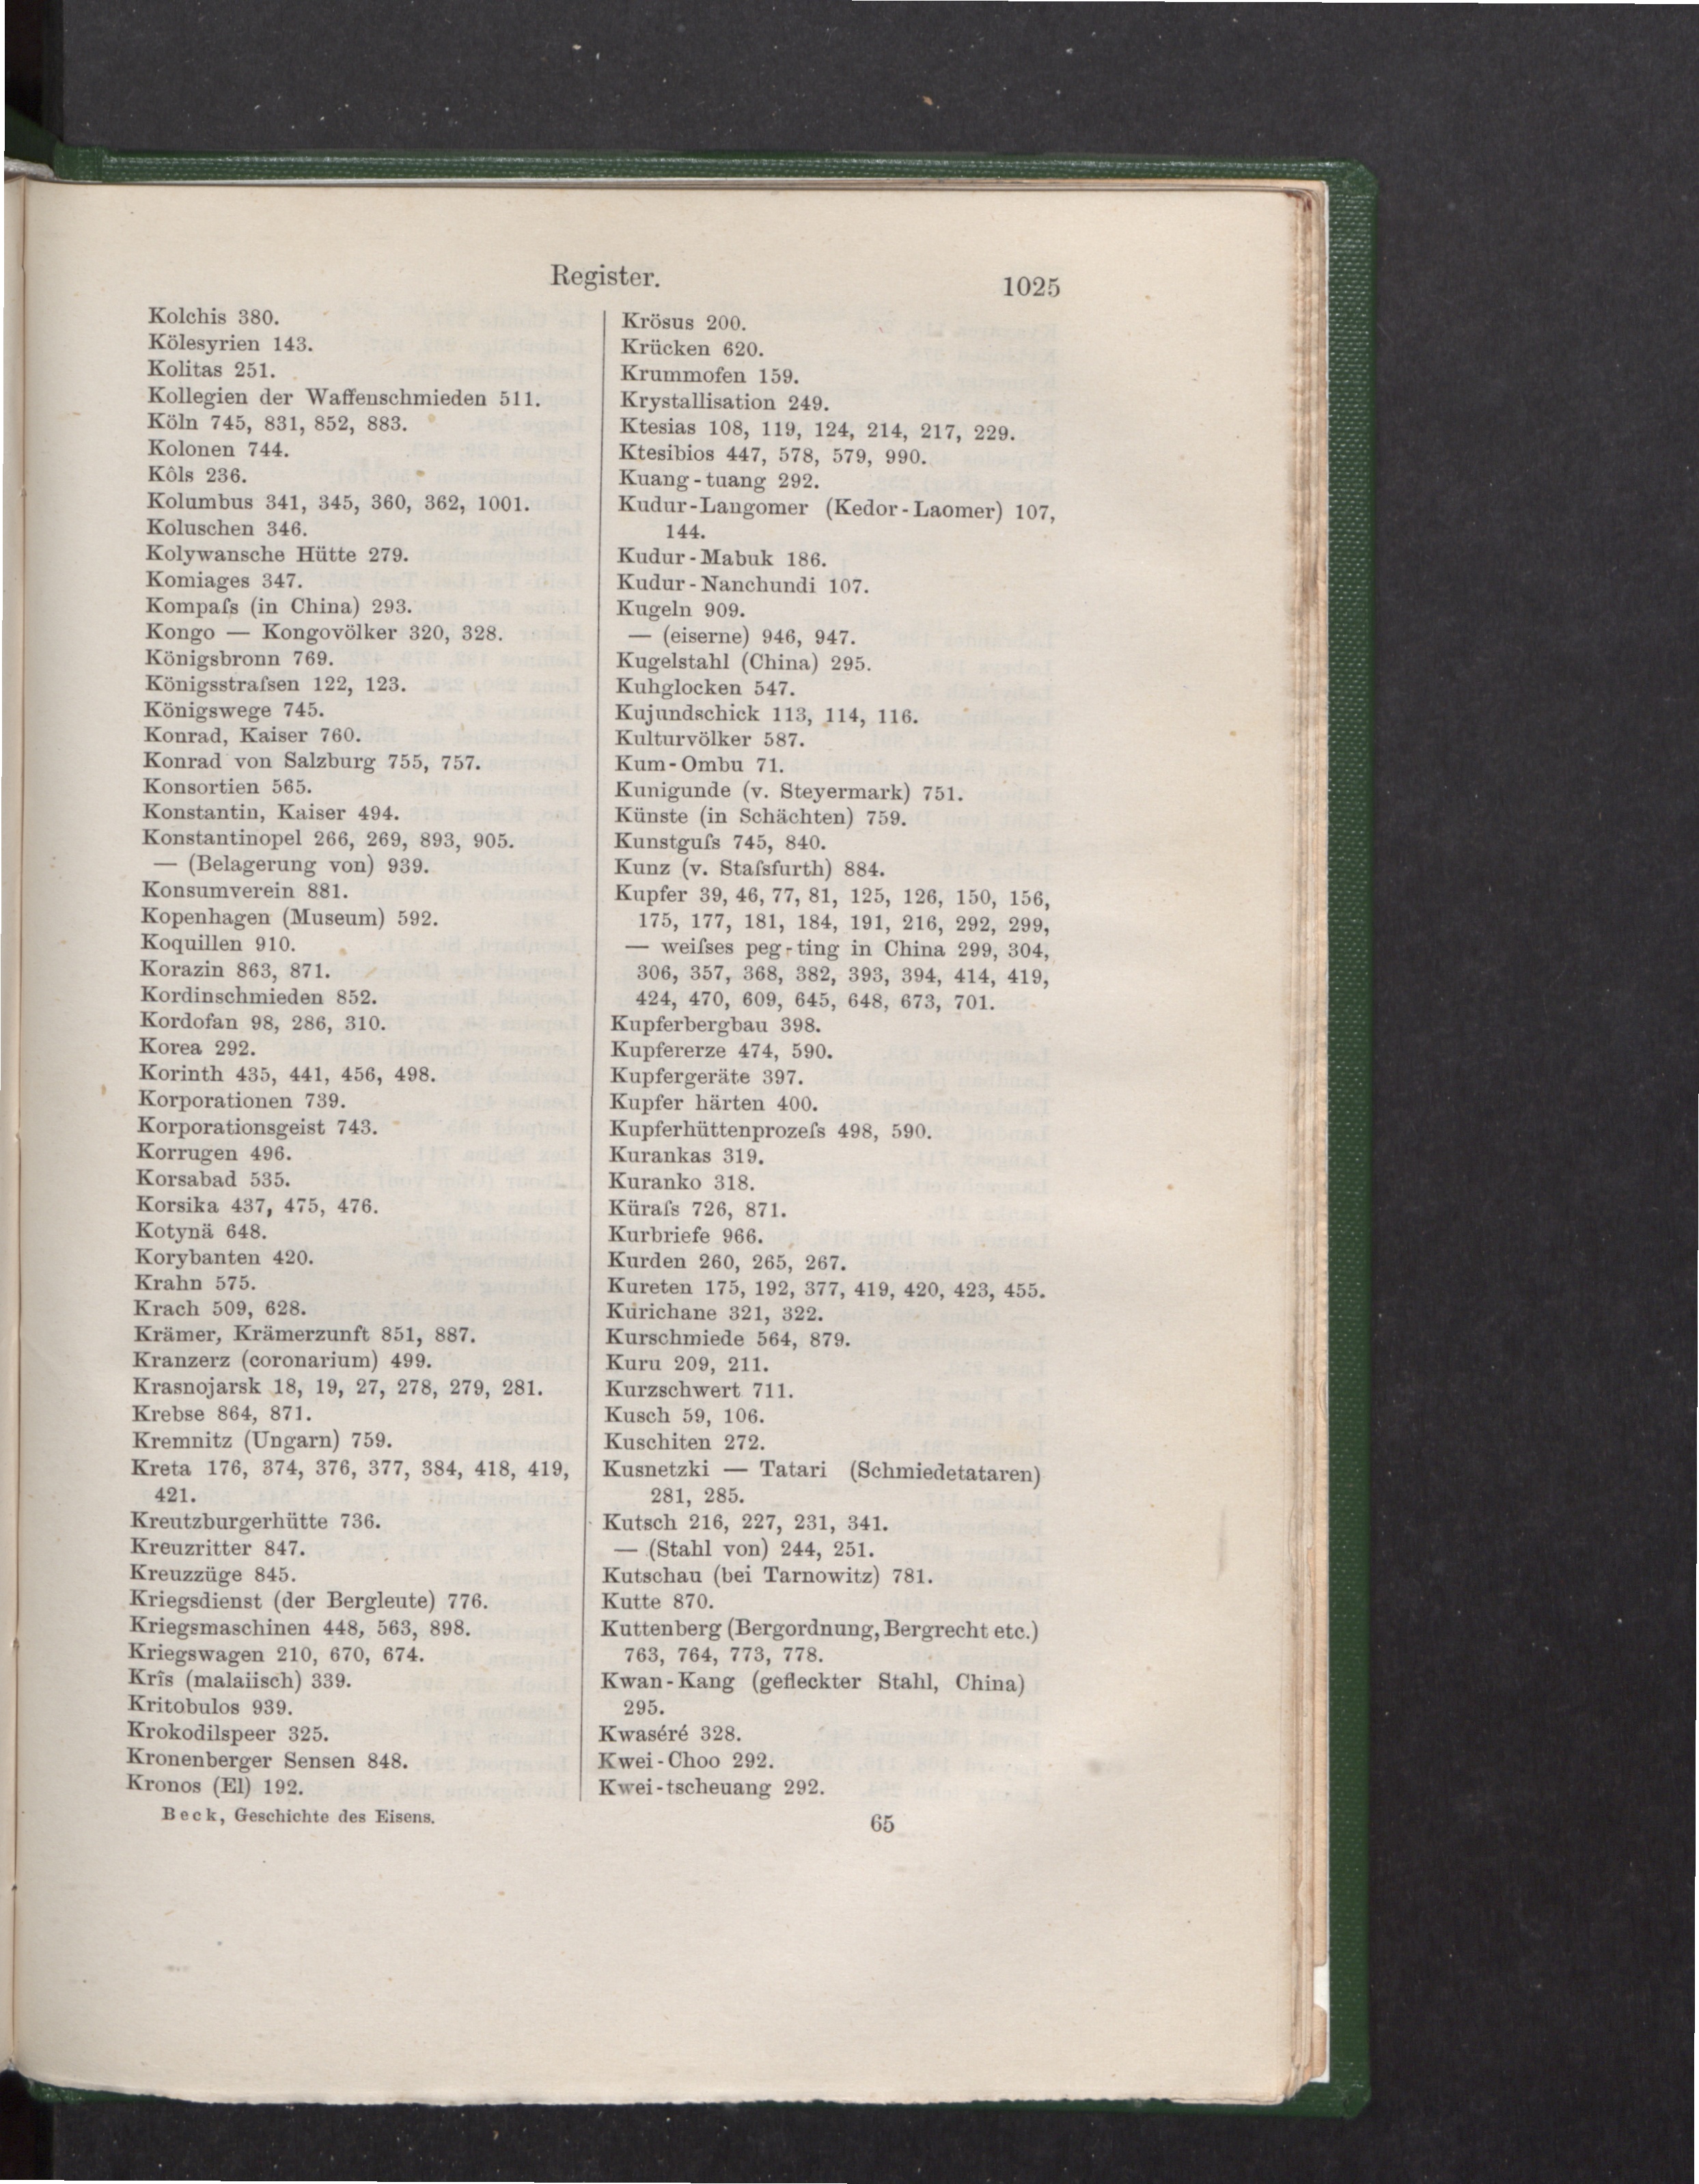 Register.
1025
Kolchis 380.
Kölesyrien 143.
Kolitas 251.
Kollegien der Waffenschmieden 511.
Köln 745, 831, 852, 883.
Kolonen 744.
Kôls 236.
Kolumbus 341, 345, 360, 362, 1001.
Koluschen 346.
Kolywansche Hütte 279.
Komiages 347.
Kompaſs (in China) 293.
Kongo — Kongovölker 320, 328.
Königsbronn 769.
Königsstraſsen 122, 123.
Königswege 745.
Konrad, Kaiser 760.
Konrad von Salzburg 755, 757.
Konsortien 565.
Konstantin, Kaiser 494.
Konstantinopel 266, 269, 893, 905.
— (Belagerung von) 939.
Konsumverein 881.
Kopenhagen (Museum) 592.
Koquillen 910.
Korazin 863, 871.
Kordinschmieden 852.
Kordofan 98, 286, 310.
Korea 292.
Korinth 435, 441, 456, 498.
Korporationen 739.
Korporationsgeist 743.
Korrugen 496.
Korsabad 535.
Korsika 437, 475, 476.
Kotynä 648.
Korybanten 420.
Krahn 575.
Krach 509, 628.
Krämer, Krämerzunft 851, 887.
Kranzerz (coronarium) 499.
Krasnojarsk 18, 19, 27, 278, 279, 281.
Krebse 864, 871.
Kremnitz (Ungarn) 759.
Kreta 176, 374, 376, 377, 384, 418, 419,
421.
Kreutzburgerhütte 736.
Kreuzritter 847.
Kreuzzüge 845.
Kriegsdienst (der Bergleute) 776.
Kriegsmaschinen 448, 563, 898.
Kriegswagen 210, 670, 674.
Krîs (malaiisch) 339.
Kritobulos 939.
Krokodilspeer 325.
Kronenberger Sensen 848.
Kronos (El) 192.
Krösus 200.
Krücken 620.
Krummofen 159.
Krystallisation 249.
Ktesias 108, 119, 124, 214, 217, 229.
Ktesibios 447, 578, 579, 990.
Kuang-tuang 292.
Kudur-Langomer (Kedor-Laomer) 107,
144.
Kudur-Mabuk 186.
Kudur-Nanchundi 107.
Kugeln 909.
— (eiserne) 946, 947.
Kugelstahl (China) 295.
Kuhglocken 547.
Kujundschick 113, 114, 116.
Kulturvölker 587.
Kum-Ombu 71.
Kunigunde (v. Steyermark) 751.
Künste (in Schächten) 759.
Kunstguſs 745, 840.
Kunz (v. Staſsfurth) 884.
Kupfer 39, 46, 77, 81, 125, 126, 150, 156,
175, 177, 181, 184, 191, 216, 292, 299,
— weiſses peg-ting in China 299, 304,
306, 357, 368, 382, 393, 394, 414, 419,
424, 470, 609, 645, 648, 673, 701.
Kupferbergbau 398.
Kupfererze 474, 590.
Kupfergeräte 397.
Kupfer härten 400.
Kupferhüttenprozeſs 498, 590.
Kurankas 319.
Kuranko 318.
Küraſs 726, 871.
Kurbriefe 966.
Kurden 260, 265, 267.
Kureten 175, 192, 377, 419, 420, 423, 455.
Kurichane 321, 322.
Kurschmiede 564, 879.
Kuru 209, 211.
Kurzschwert 711.
Kusch 59, 106.
Kuschiten 272.
Kusnetzki — Tatari (Schmiedetataren)
281, 285.
Kutsch 216, 227, 231, 341.
— (Stahl von) 244, 251.
Kutschau (bei Tarnowitz) 781.
Kutte 870.
Kuttenberg (Bergordnung, Bergrecht etc.)
763, 764, 773, 778.
Kwan-Kang (gefleckter Stahl, China)
295.
Kwaséré 328.
Kwei-Choo 292.
Kwei-tscheuang 292.
Beck, Geschichte des Eisens.
65